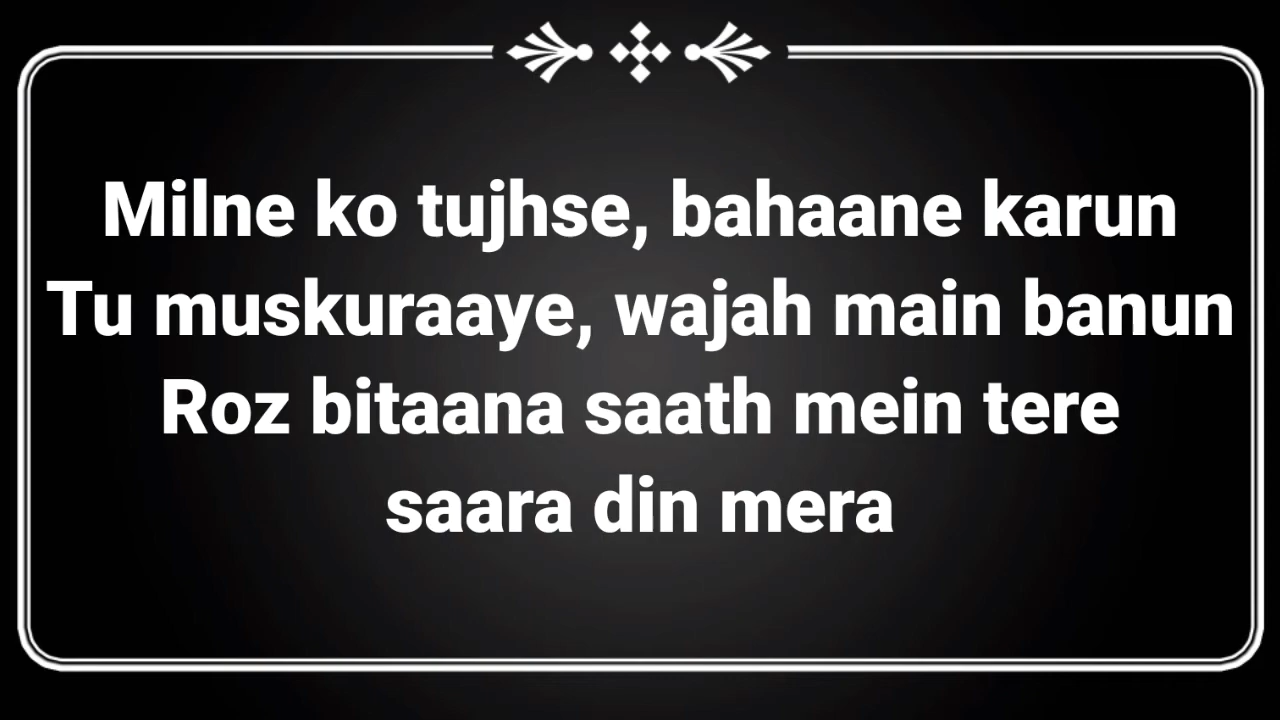 Milne ko tujhse, bahaane karun
Tu muskuraaye, wajah main banun
Roz bitaana saath mein tere
saara din mera